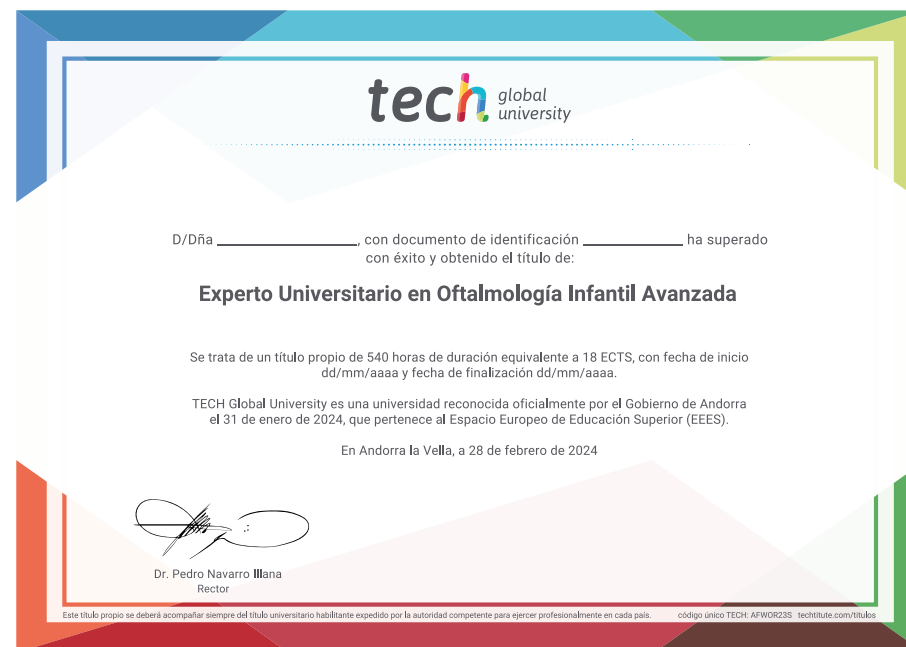 tech global university
D/Dña ____________________, con documento de identificación ______________ ha superado
con éxito y obtenido el título de:
Experto Universitario en Oftalmología Infantil Avanzada
Se trata de un título propio de 540 horas de duración equivalente a 18 ECTS, con fecha de inicio
dd/mm/aaaa y fecha de finalización dd/mm/aaaa.
TECH Global University es una universidad reconocida oficialmente por el Gobierno de Andorra
el 31 de enero de 2024, que pertenece al Espacio Europeo de Educación Superior (EEES).
En Andorra la Vella, a 28 de febrero de 2024
Dr. Pedro Navarro Illana
Rector
Este título propio se deberá acompañar siempre del título universitario habilitante expedido por la autoridad competente para ejercer profesionalmente en cada país. código único TECH: AFWOR23S techtitute.com/titulos